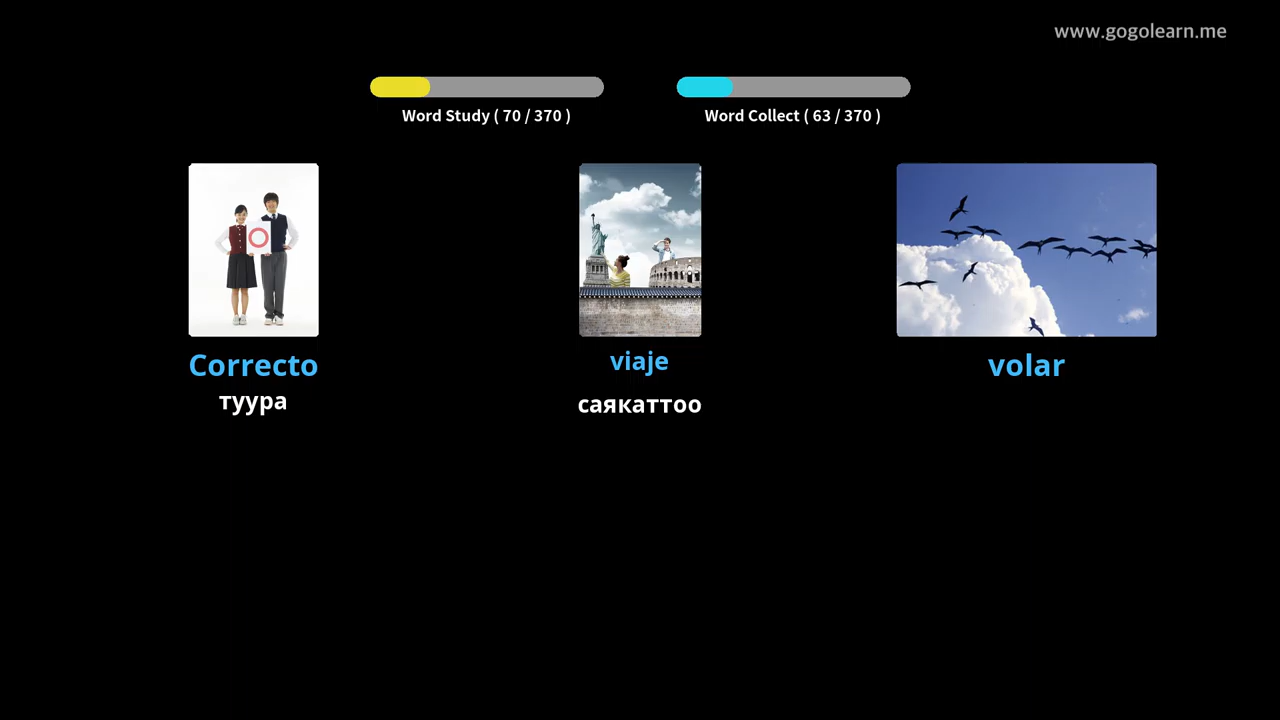 www.gogolearn.me
Word Study ( 70 / 370 )
Word Collect ( 63 / 370 )
Correcto
туура
viaje
саякаттоо
volar